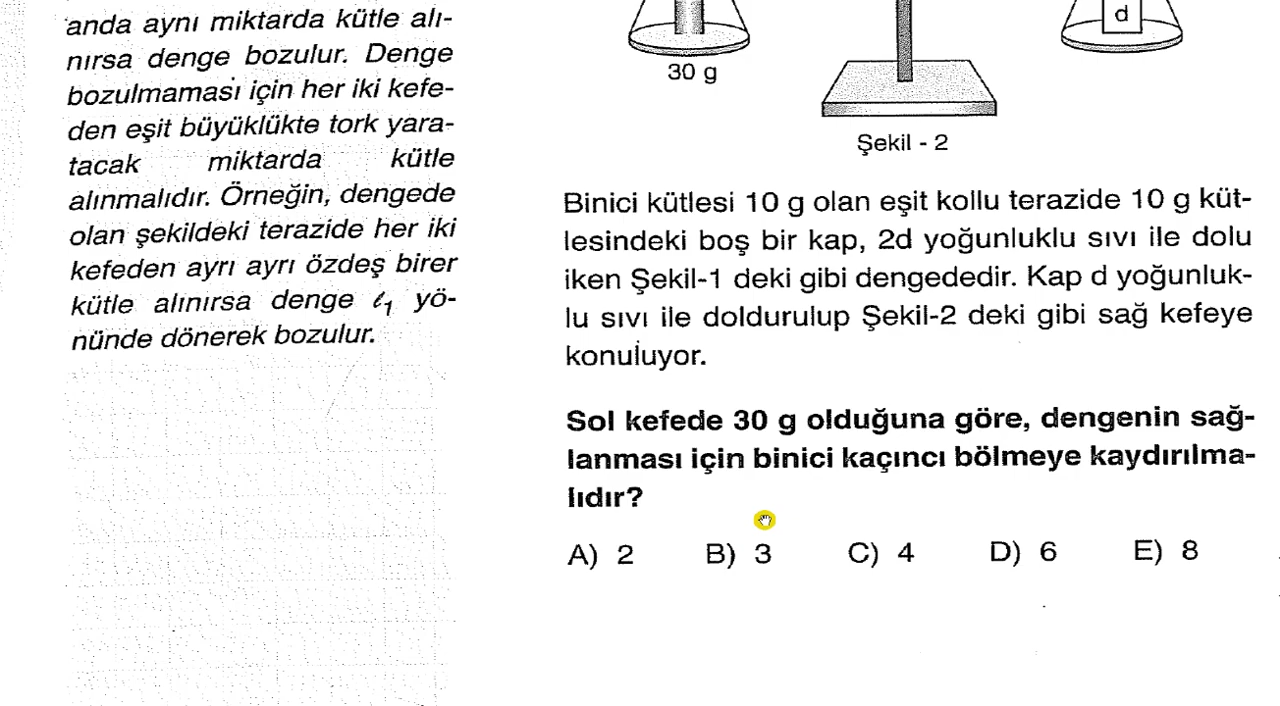 anda aynı miktarda kütle alı-
nırsa denge bozulur. Denge
bozulmaması için her iki kefe-
den eşit büyüklükte tork yara-
tacak miktarda kütle
alınmalıdır. Örneğin, dengede
olan şekildeki terazide her iki
kefeden ayrı ayrı özdeş birer
kütle alınırsa denge ℓ₁ yö-
nünde dönerek bozulur.
d
30 g
Şekil - 2
Binici kütlesi 10 g olan eşit kollu terazide 10 g küt-
lesindeki boş bir kap, 2d yoğunluklu sıvı ile dolu
iken Şekil-1 deki gibi dengededir. Kap d yoğunluk-
lu sıvı ile doldurulup Şekil-2 deki gibi sağ kefeye
konuluyor.
Sol kefede 30 g olduğuna göre, dengenin sağ-
lanması için binici kaçıncı bölmeye kaydırılma-
lıdır?
A) 2 B) 3 C) 4 D) 6 E) 8